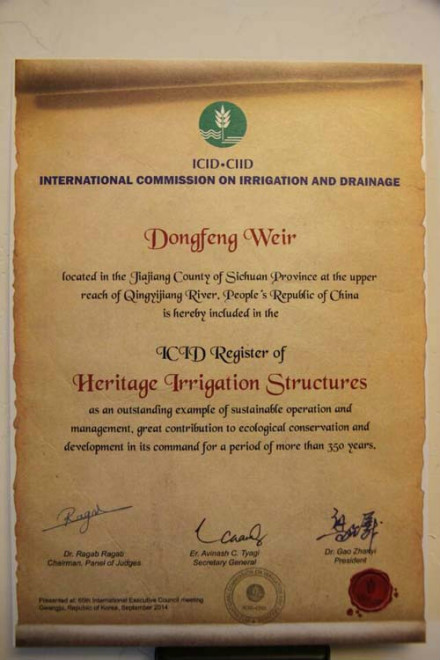 ICID•CIID
INTERNATIONAL COMMISSION ON IRRIGATION AND DRAINAGE
Dongfeng Weir
located in the Jiajiang County of Sichuan Province at the upper
reach of Qingyijiang River, People's Republic of China
is hereby included in the
ICID Register of
Heritage Irrigation Structures
as an outstanding example of sustainable operation and
management, great contribution to ecological conservation and
development in its command for a period of more than 350 years.
Ragab
Dr. Ragab Ragab
Chairman, Panel of Judges
Er. Avinash C. Tyagi
Secretary General
Dr. Gao Zhanyi
President
Presented at: 65th International Executive Council meeting
Gwangju, Republic of Korea, September 2014
ICID•CIID